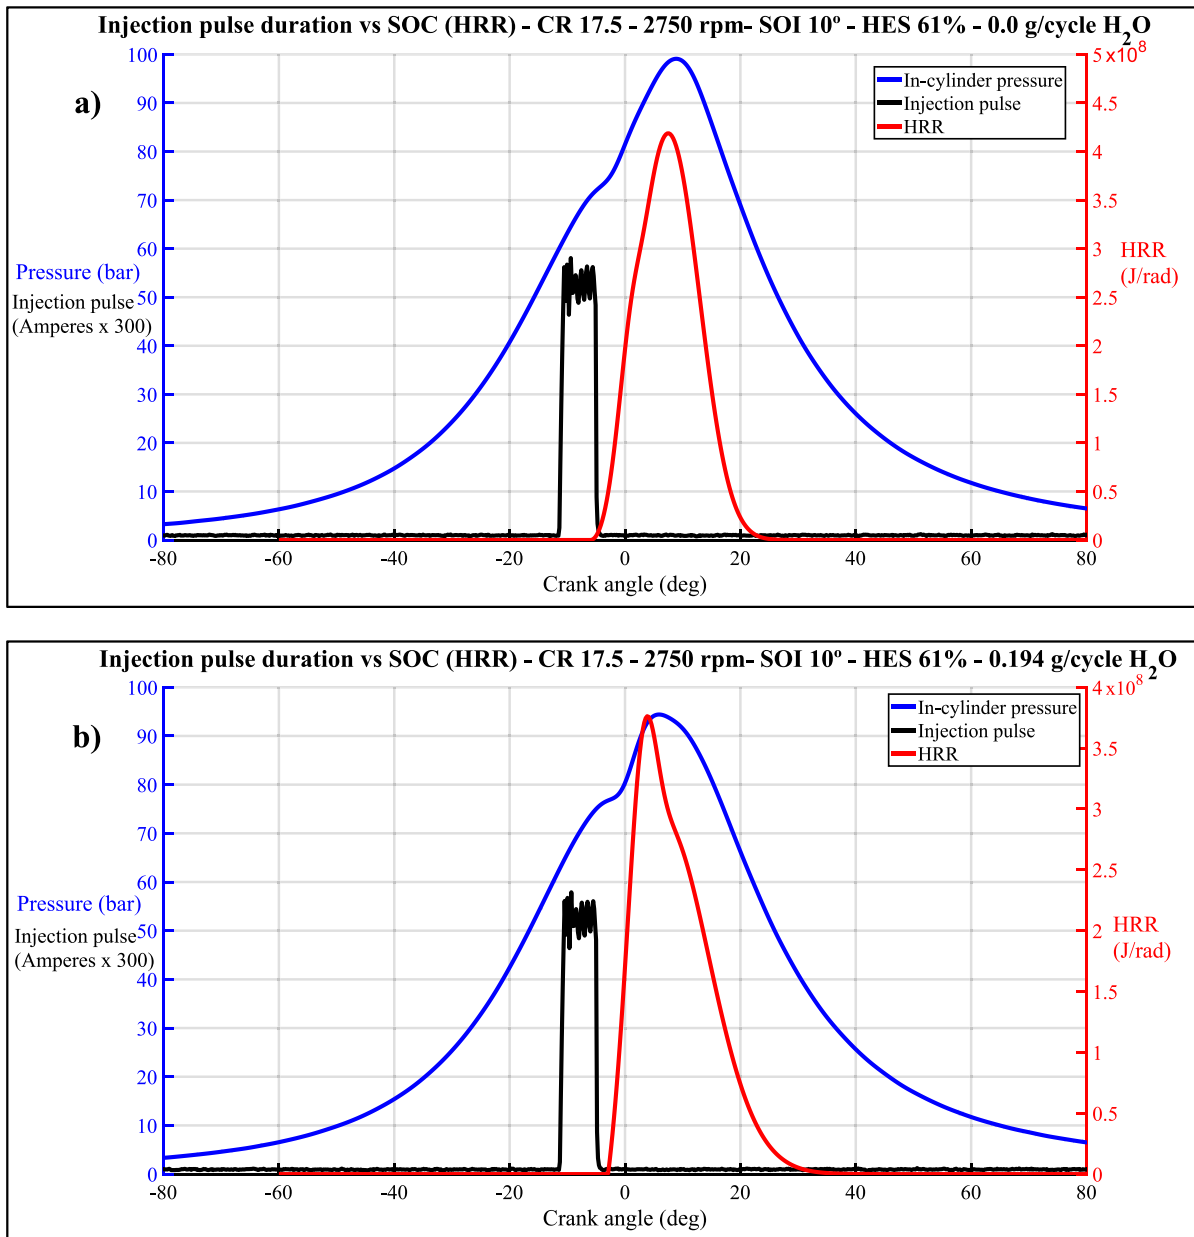 Injection pulse duration vs SOC (HRR) - CR 17.5 - 2750 rpm- SOI 10º - HES 61% - 0.0 g/cycle H2O
a)
In-cylinder pressure
Injection pulse
HRR
100
90
80
70
60
50
40
30
20
10
0
Pressure (bar)
Injection pulse
(Amperes x 300)
5×10^8
4.5
4
3.5
3
2.5
2
1.5
1
0.5
0
HRR
(J/rad)
-80 -60 -40 -20 0 20 40 60 80
Crank angle (deg)
Injection pulse duration vs SOC (HRR) - CR 17.5 - 2750 rpm- SOI 10º - HES 61% - 0.194 g/cycle H2O
b)
In-cylinder pressure
Injection pulse
HRR
100
90
80
70
60
50
40
30
20
10
0
Pressure (bar)
Injection pulse
(Amperes x 300)
4×10^8
3.5
3
2.5
2
1.5
1
0.5
0
HRR
(J/rad)
-80 -60 -40 -20 0 20 40 60 80
Crank angle (deg)